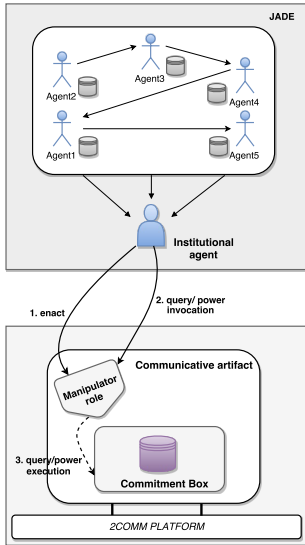 JADE
Agent2
Agent3
Agent4
Agent1
Agent5
Institutional
agent
1. enact
2. query/ power
invocation
Communicative artifact
Manipulator
role
3. query/power
execution
Commitment Box
2COMM PLATFORM